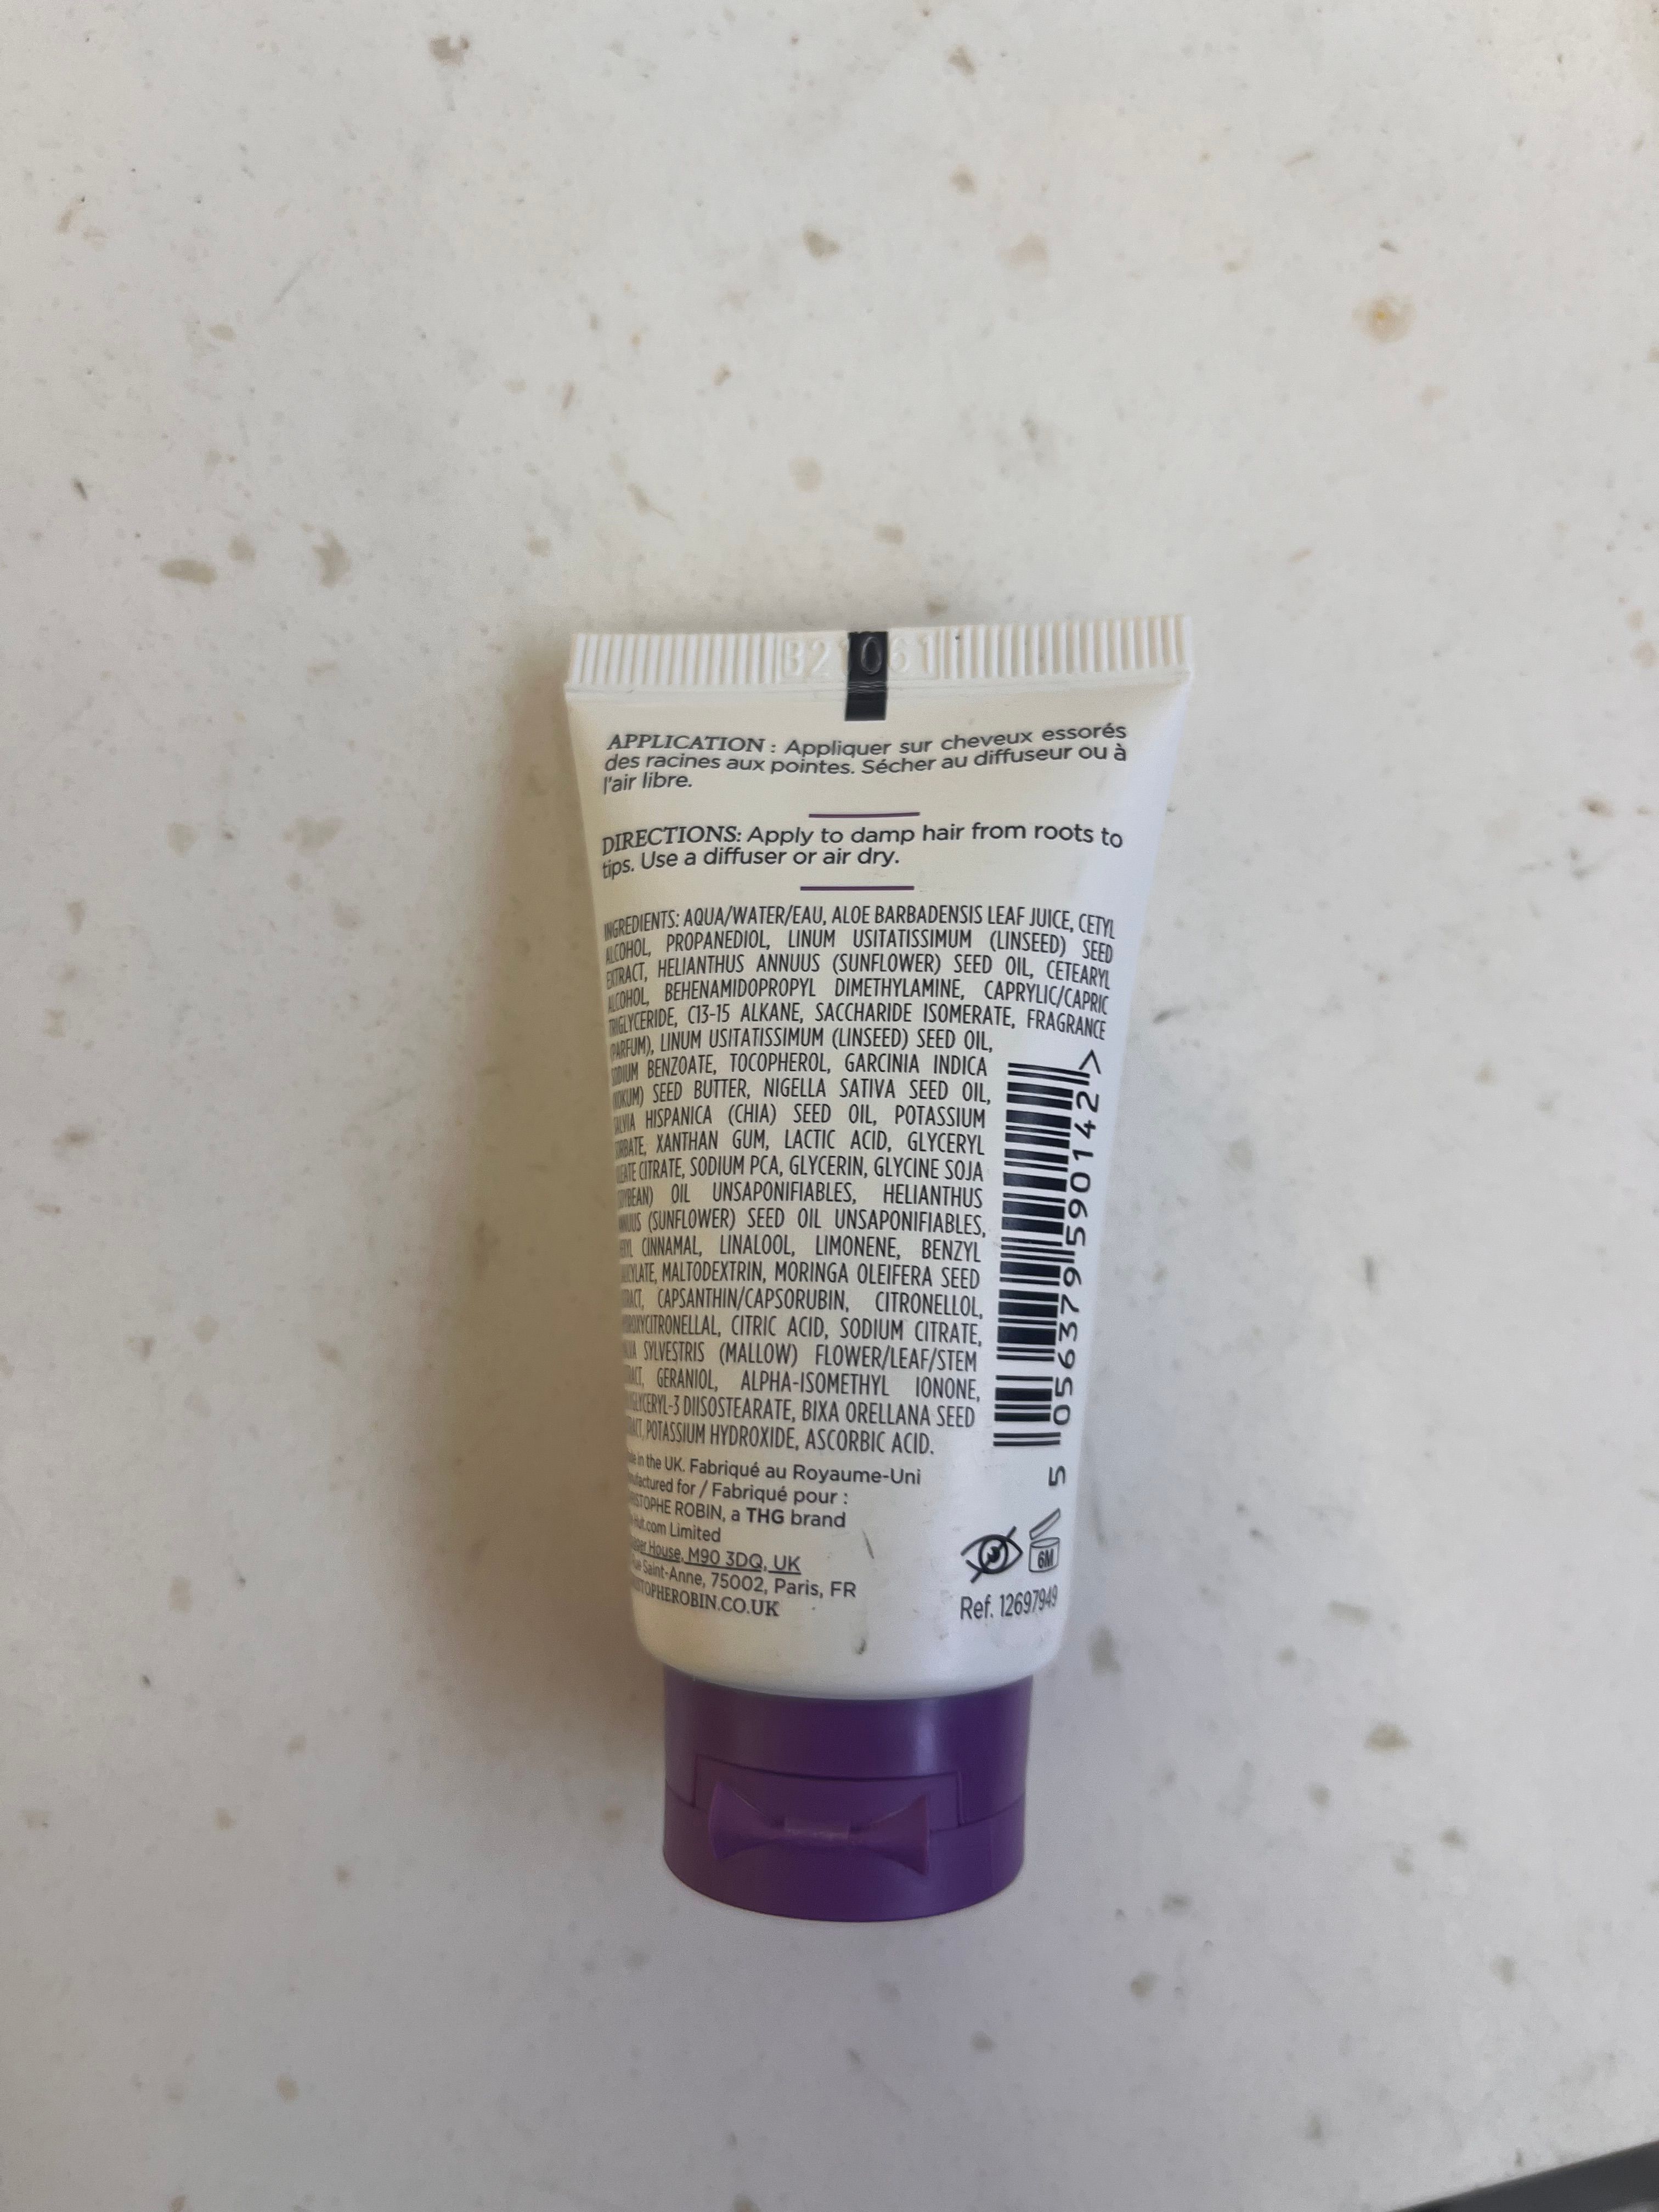 B21061
APPLICATION : Appliquer sur cheveux essorés
des racines aux pointes. Sécher au diffuseur ou à
l'air libre.
DIRECTIONS: Apply to damp hair from roots to
tips. Use a diffuser or air dry.
INGREDIENTS: AQUA/WATER/EAU, ALOE BARBADENSIS LEAF JUICE, CETYL
ALCOHOL, PROPANEDIOL, LINUM USITATISSIMUM (LINSEED) SEED
EXTRACT, HELIANTHUS ANNUUS (SUNFLOWER) SEED OIL, CETEARYL
ALCOHOL, BEHENAMIDOPROPYL DIMETHYLAMINE, CAPRYLIC/CAPRIC
TRIGLYCERIDE, C13-15 ALKANE, SACCHARIDE ISOMERATE, FRAGRANCE
(PARFUM), LINUM USITATISSIMUM (LINSEED) SEED OIL,
SODIUM BENZOATE, TOCOPHEROL, GARCINIA INDICA
SEED BUTTER, NIGELLA SATIVA SEED OIL,
SALVIA HISPANICA (CHIA) SEED OIL, POTASSIUM
XANTHAN GUM, LACTIC ACID, GLYCERYL
CITRATE, SODIUM PCA, GLYCERIN, GLYCINE SOJA
OIL UNSAPONIFIABLES, HELIANTHUS
(SUNFLOWER) SEED OIL UNSAPONIFIABLES,
CINNAMAL, LINALOOL, LIMONENE, BENZYL
MALTODEXTRIN, MORINGA OLEIFERA SEED
CAPSANTHIN/CAPSORUBIN, CITRONELLOL,
CITRIC ACID, SODIUM CITRATE,
SYLVESTRIS (MALLOW) FLOWER/LEAF/STEM
GERANIOL, ALPHA-ISOMETHYL IONONE,
DIISOSTEARATE, BIXA ORELLANA SEED
POTASSIUM HYDROXIDE, ASCORBIC ACID.
in the UK. Fabriqué au Royaume-Uni
for / Fabriqué pour :
ROBIN, a THG brand
Limited
House, M90 3DQ, UK
Saint-Anne, 75002, Paris, FR
5 056379 590142 >
6M
Ref. 12697949